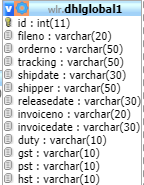 wlr.dhlglobal1
id : int(11)
fileno : varchar(20)
orderno : varchar(50)
tracking : varchar(50)
shipdate : varchar(30)
shipper : varchar(50)
releasedate : varchar(30)
invoiceno : varchar(20)
invoicedate : varchar(30)
duty : varchar(10)
gst : varchar(10)
pst : varchar(10)
hst : varchar(10)